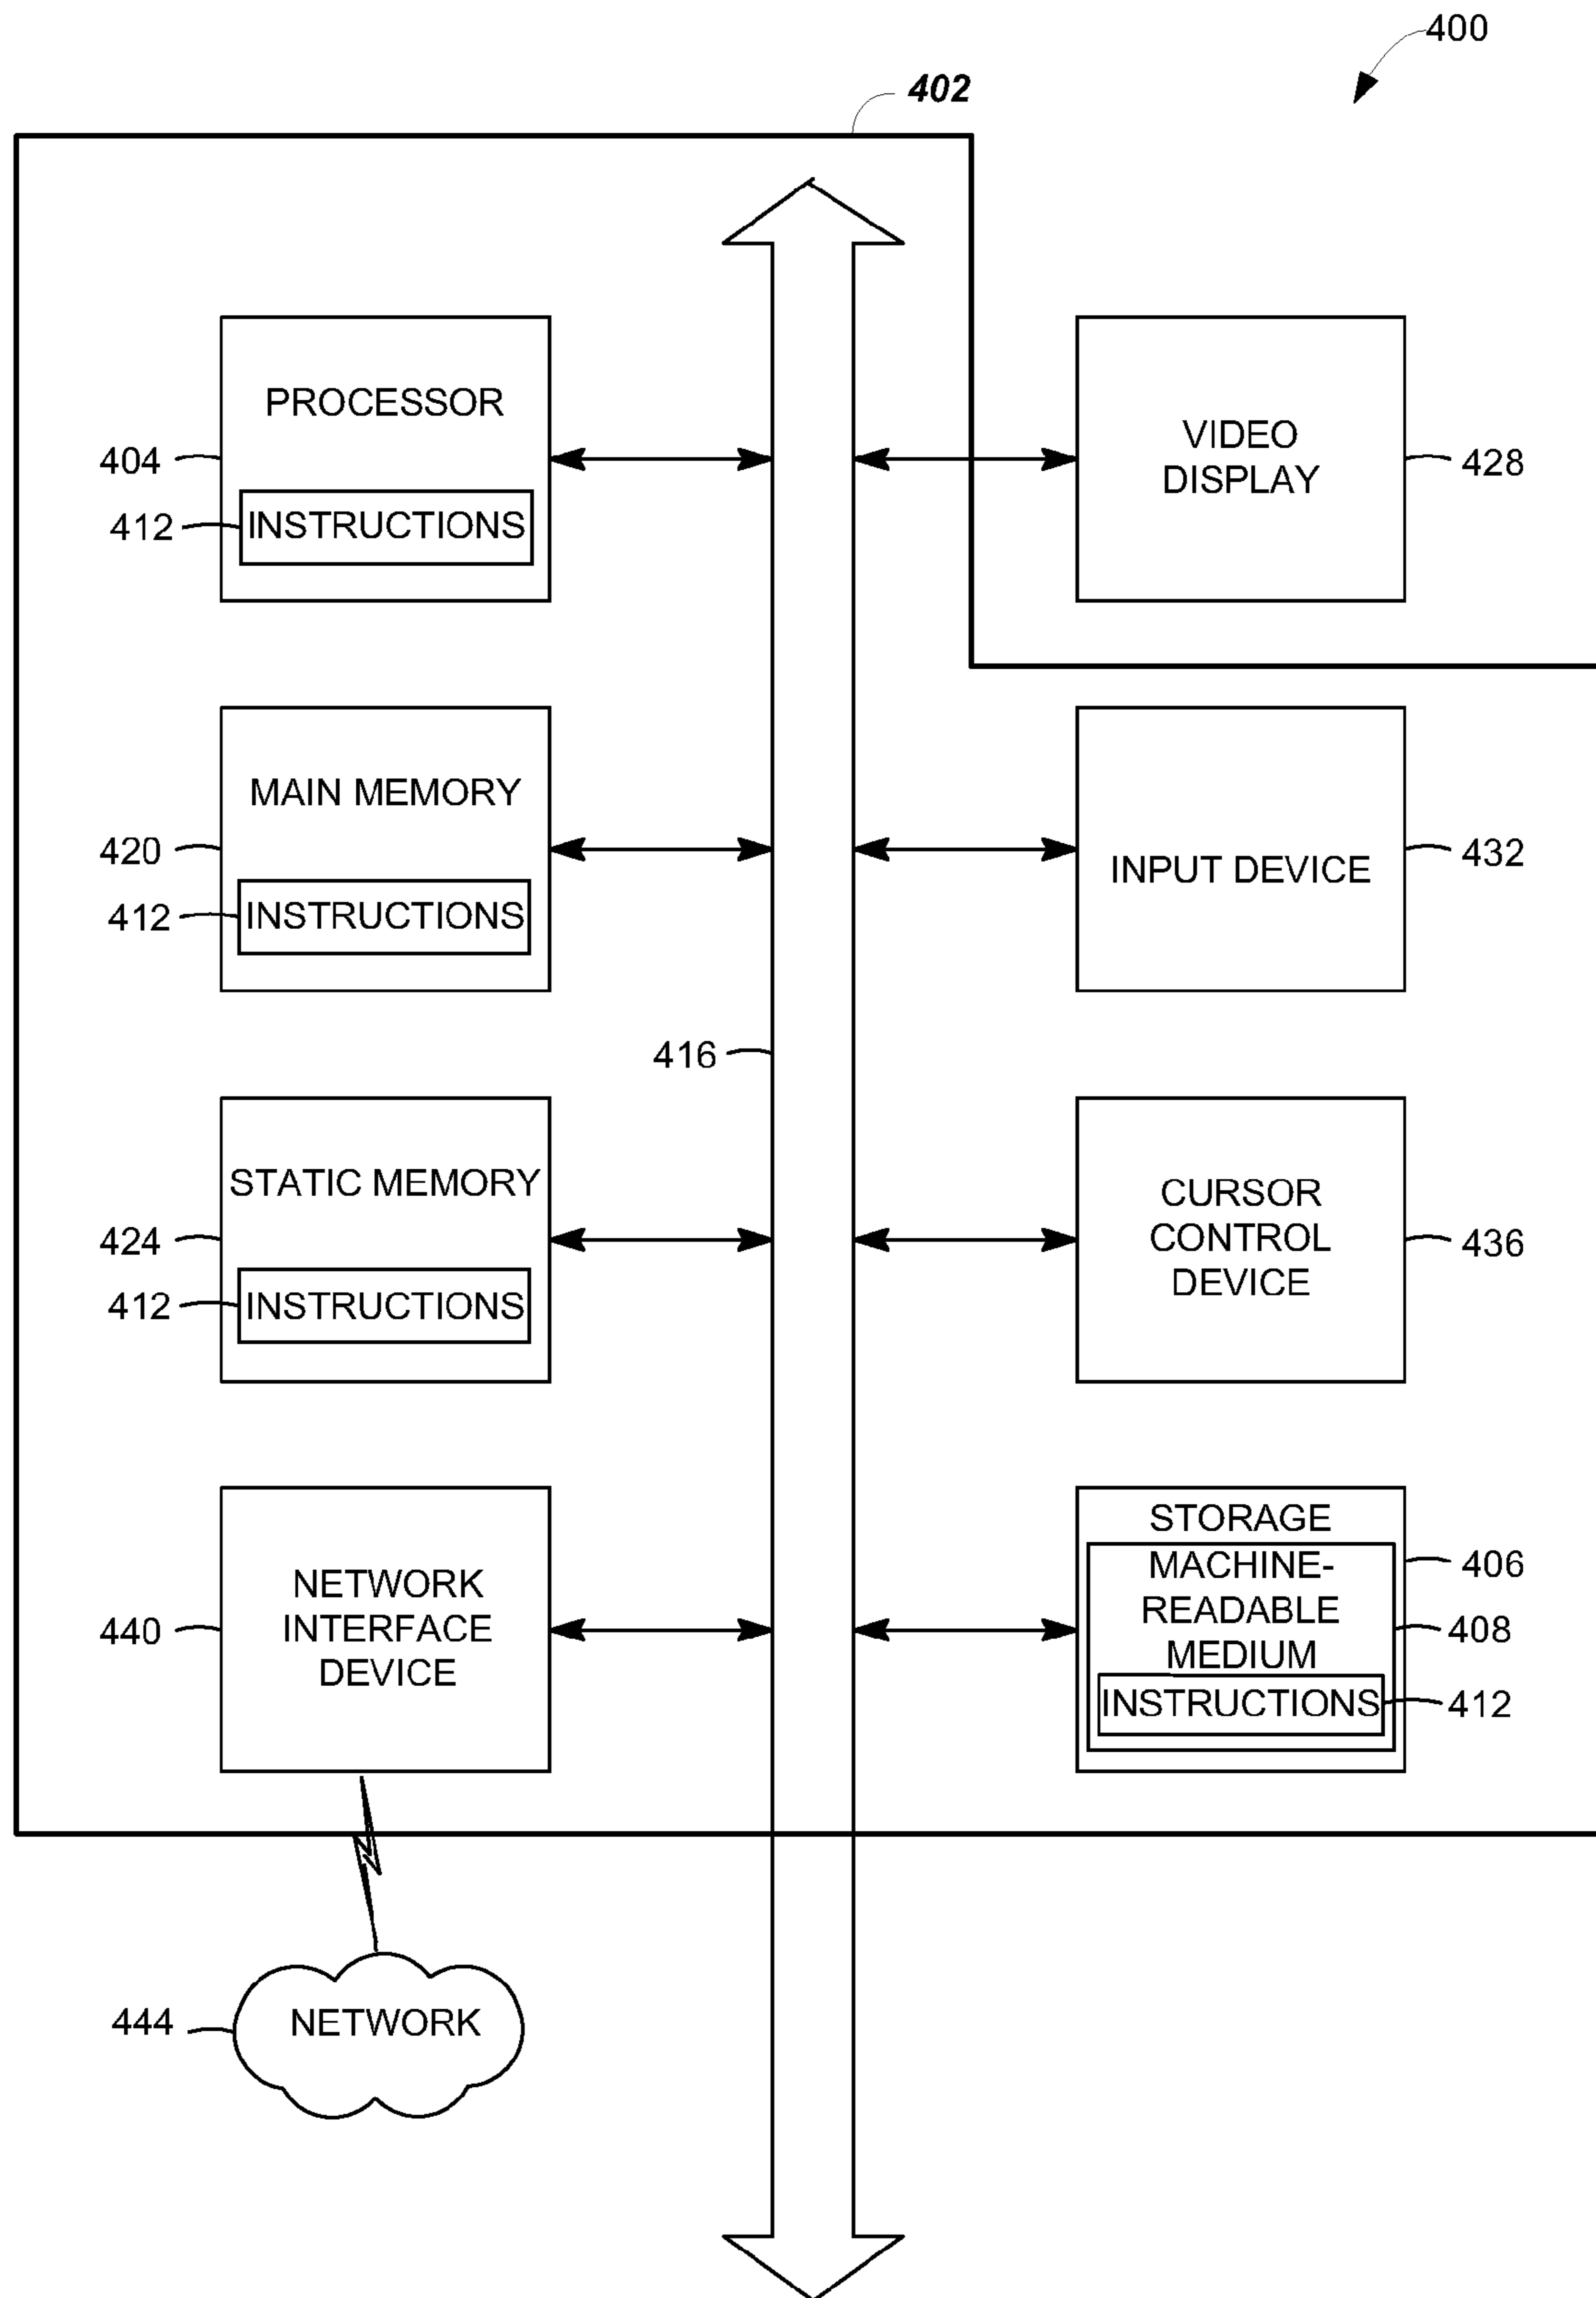 400
402
PROCESSOR
404
412
INSTRUCTIONS
VIDEO
DISPLAY
428
MAIN MEMORY
420
412
INSTRUCTIONS
INPUT DEVICE
432
416
STATIC MEMORY
424
412
INSTRUCTIONS
CURSOR
CONTROL
DEVICE
436
NETWORK
INTERFACE
DEVICE
440
STORAGE
406
MACHINE-
READABLE
MEDIUM
408
INSTRUCTIONS
412
444
NETWORK